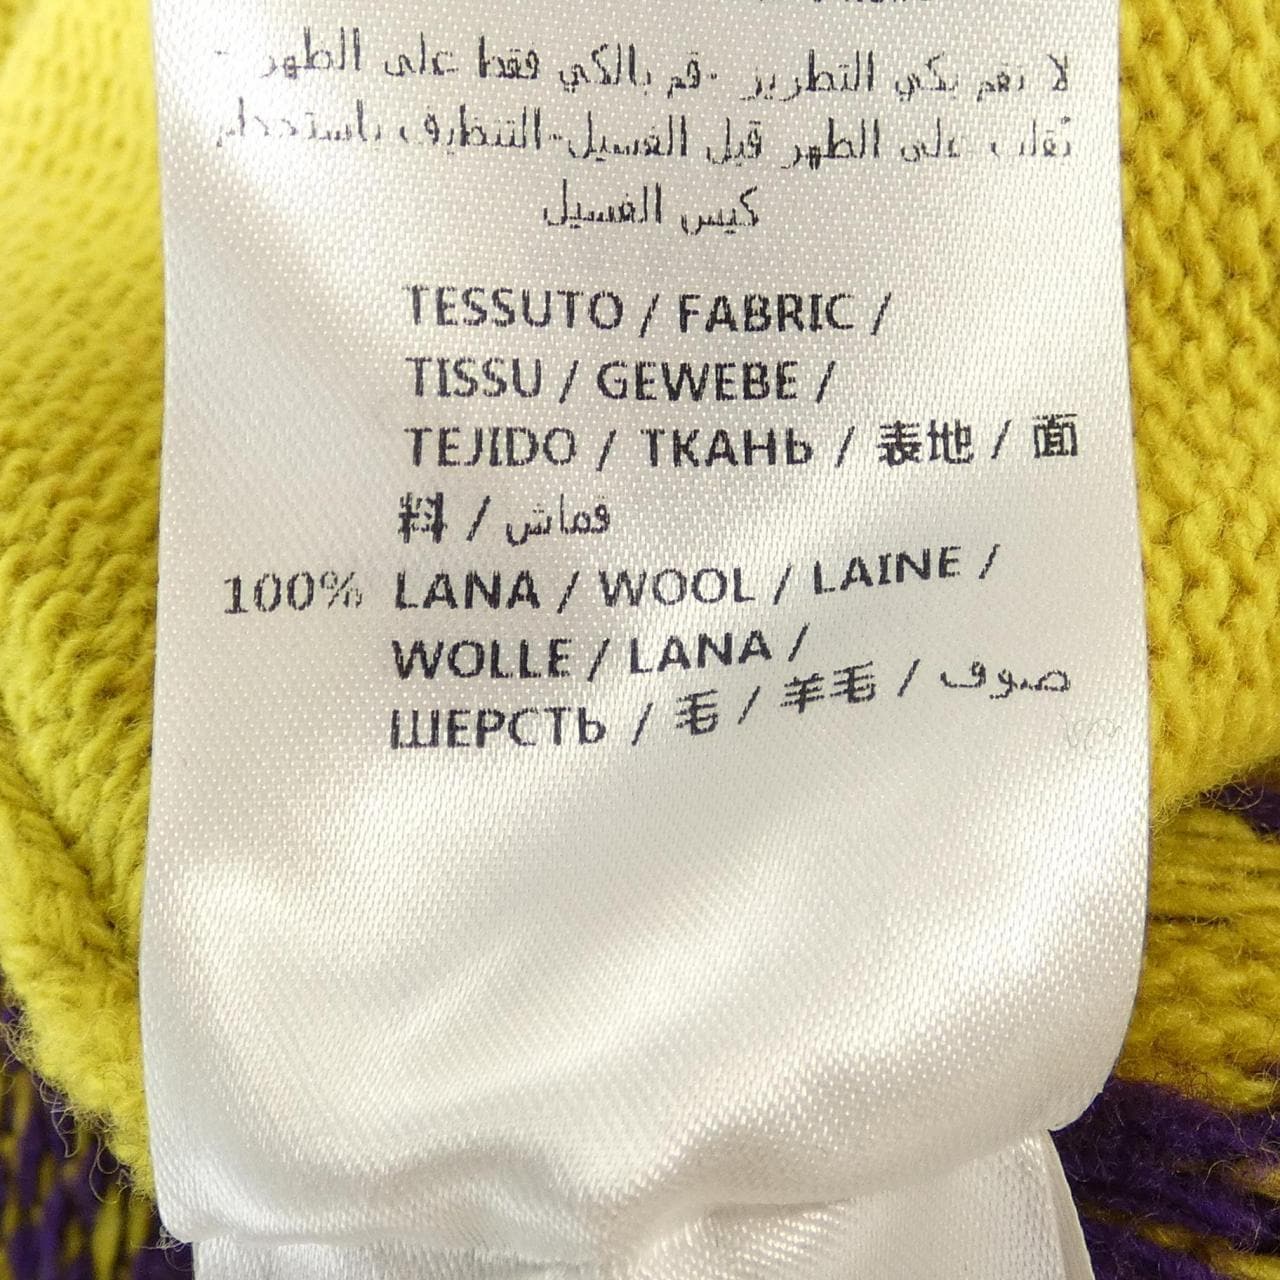 لا تقم بكي التطريز -قم بالكي فقط على الظهر -
تقلب على الظهر قبل الغسيل-التنظيف باستخدام
كيس الغسيل
TESSUTO / FABRIC /
TISSU / GEWEBE /
TEJIDO / ТКАНЬ / 表地 / 面
料 / قماش
100% LANA / WOOL / LAINE /
WOLLE / LANA /
ШЕРСТЬ / 毛 / 羊毛 / صوف